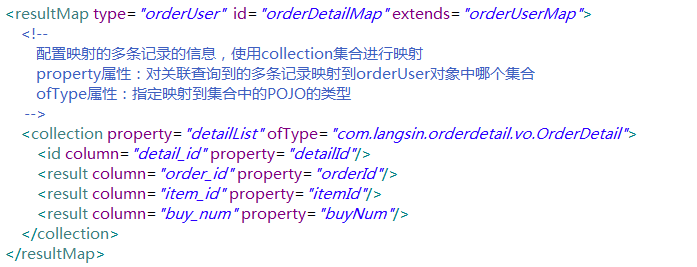 <resultMap type="orderUser" id="orderDetailMap" extends="orderUserMap">
<!--
配置映射的多条记录的信息，使用collection集合进行映射
property属性：对关联查询到的多条记录映射到orderUser对象中哪个集合
ofType属性：指定映射到集合中的POJO的类型
-->
<collection property="detailList" ofType="com.langsin.orderdetail.vo.OrderDetail">
<id column="detail_id" property="detailId"/>
<result column="order_id" property="orderId"/>
<result column="item_id" property="itemId"/>
<result column="buy_num" property="buyNum"/>
</collection>
</resultMap>